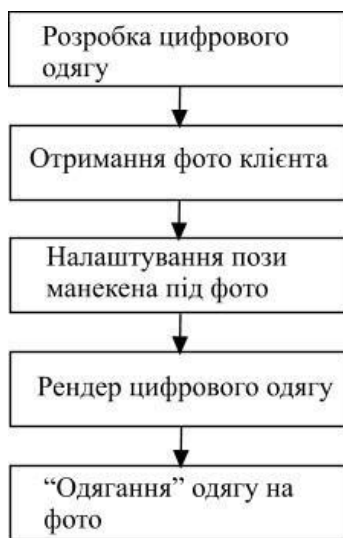 Розробка цифрового
одягу
Отримання фото клієнта
Налаштування пози
манекена під фото
Рендер цифрового одягу
“Одягання” одягу на
фото